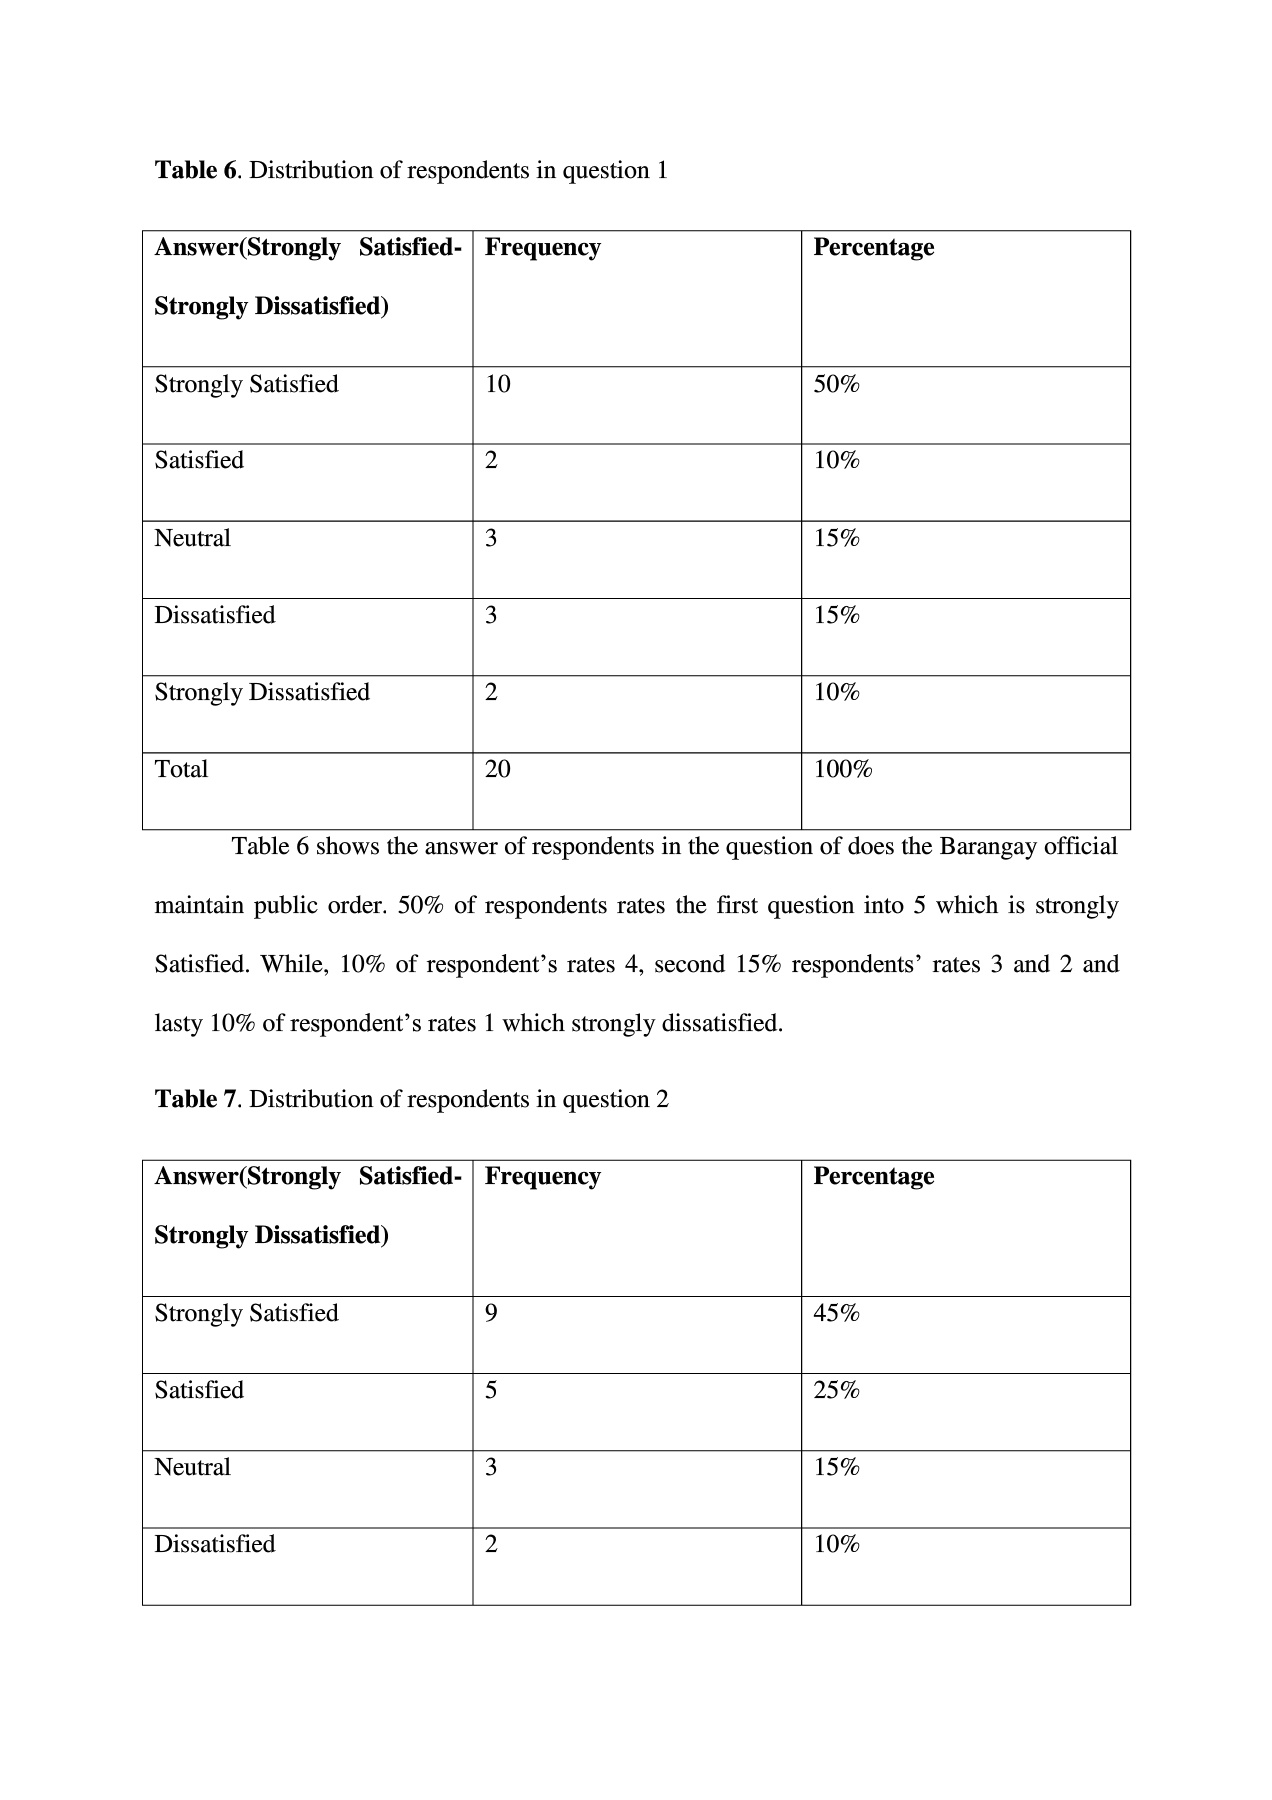 Table 6. Distribution of respondents in question 1
Answer(Strongly Satisfied- Frequency Percentage
Strongly Dissatisfied)
Strongly Satisfied 10 50%
Satisfied 2 10%
Neutral 3 15%
Dissatisfied 3 15%
Strongly Dissatisfied 2 10%
Total 20 100%
Table 6 shows the answer of respondents in the question of does the Barangay official
maintain public order. 50% of respondents rates the first question into 5 which is strongly
Satisfied. While, 10% of respondent’s rates 4, second 15% respondents’ rates 3 and 2 and
lasty 10% of respondent’s rates 1 which strongly dissatisfied.
Table 7. Distribution of respondents in question 2
Answer(Strongly Satisfied- Frequency Percentage
Strongly Dissatisfied)
Strongly Satisfied 9 45%
Satisfied 5 25%
Neutral 3 15%
Dissatisfied 2 10%